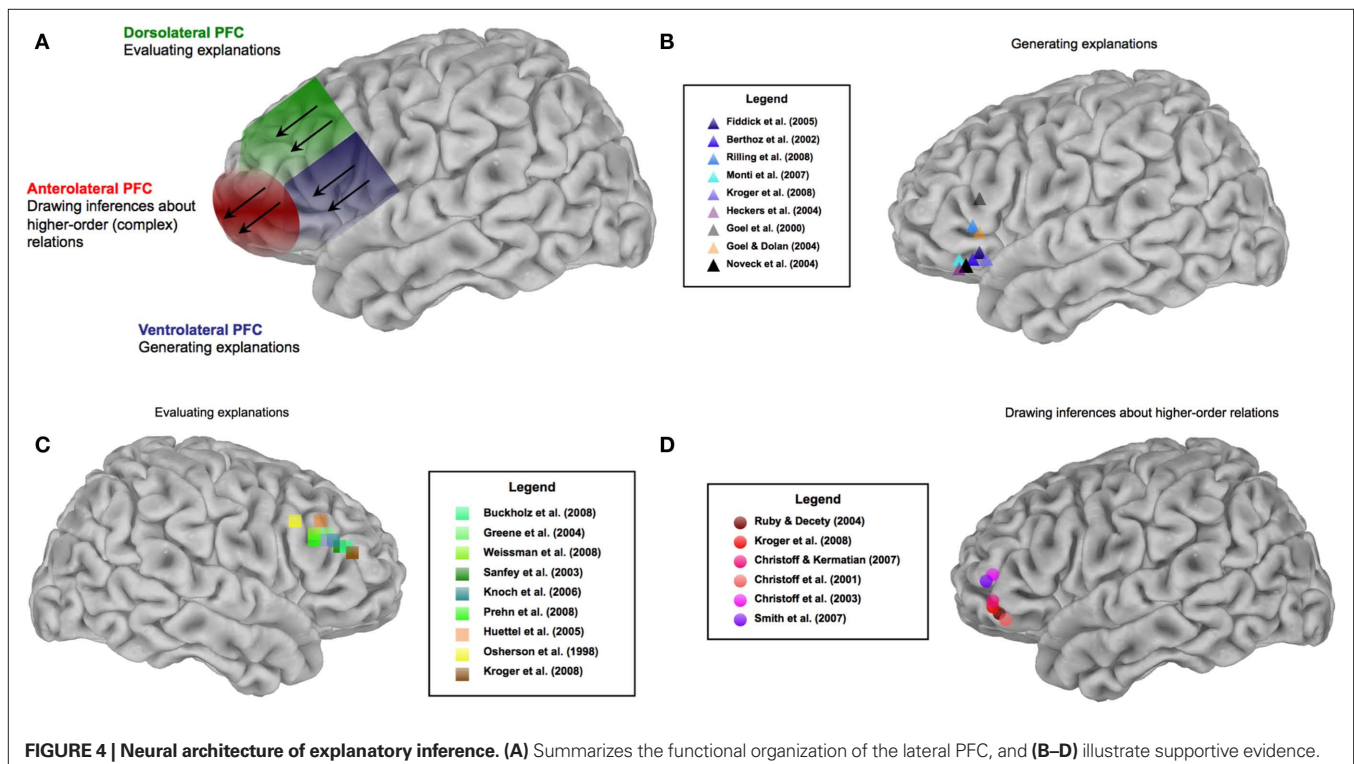 A
Dorsolateral PFC
Evaluating explanations
Anterolateral PFC
Drawing inferences about
higher-order (complex)
relations
Ventrolateral PFC
Generating explanations
B
Generating explanations
Legend
Fiddick et al. (2005)
Berthoz et al. (2002)
Rilling et al. (2008)
Monti et al. (2007)
Kroger et al. (2008)
Heckers et al. (2004)
Goel et al. (2000)
Goel & Dolan (2004)
Noveck et al. (2004)
Evaluating explanations
C
Legend
Buckholz et al. (2008)
Greene et al. (2004)
Weissman et al. (2008)
Sanfey et al. (2003)
Knoch et al. (2006)
Prehn et al. (2008)
Huettel et al. (2005)
Osherson et al. (1998)
Kroger et al. (2008)
Drawing inferences about higher-order relations
D
Legend
Ruby & Decety (2004)
Kroger et al. (2008)
Christoff & Kermatian (2007)
Christoff et al. (2001)
Christoff et al. (2003)
Smith et al. (2007)
FIGURE 4 | Neural architecture of explanatory inference. (A) Summarizes the functional organization of the lateral PFC, and (B–D) illustrate supportive evidence.